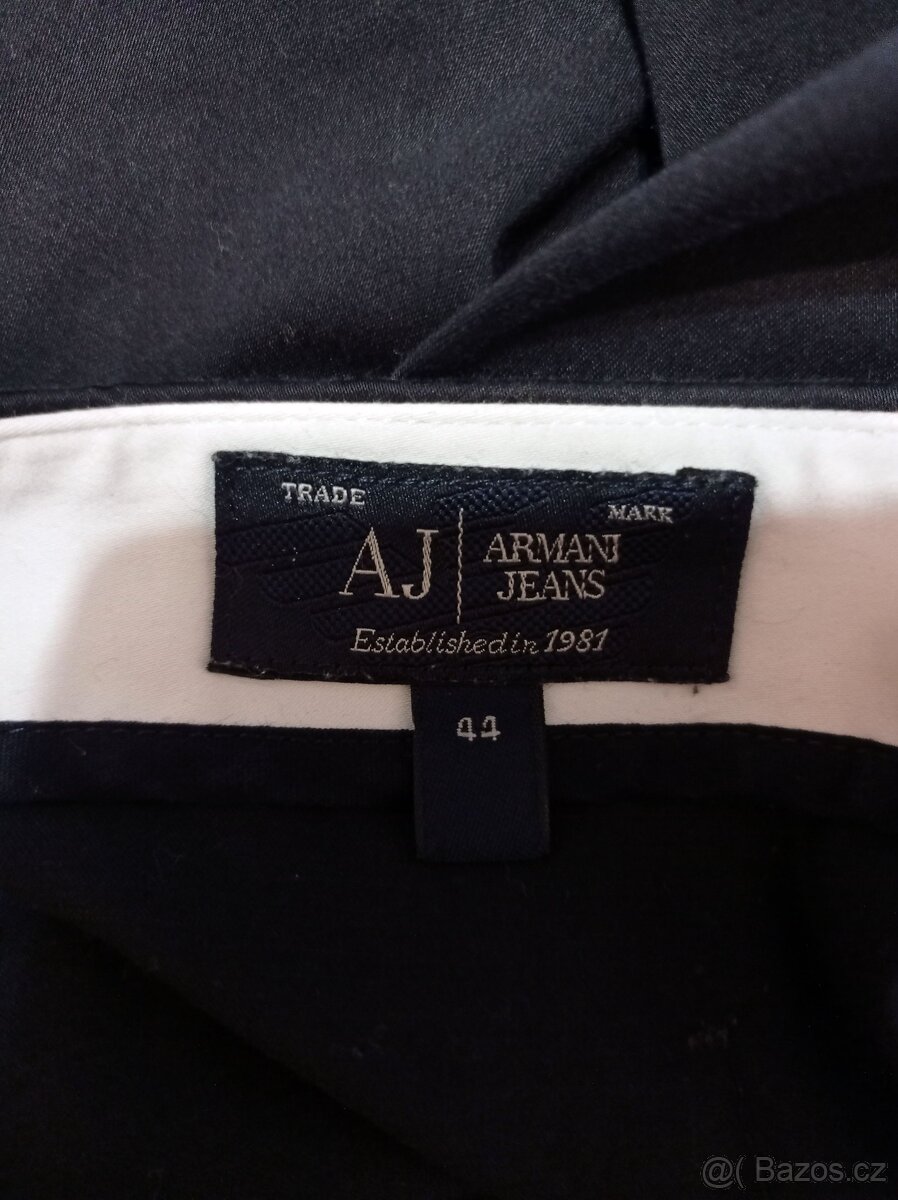 TRADE
MARK
AJ
ARMANI
JEANS
Established in 1981
44
@( Bazos.cz